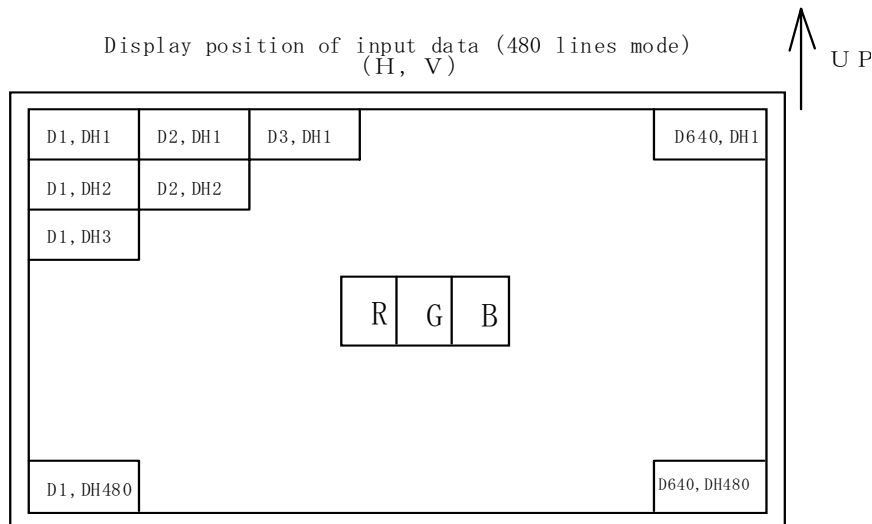 Display position of input data (480 lines mode)
(H, V)
UP
D1, DH1 D2, DH1 D3, DH1 D640, DH1
D1, DH2 D2, DH2
D1, DH3
R G B
D1, DH480 D640, DH480